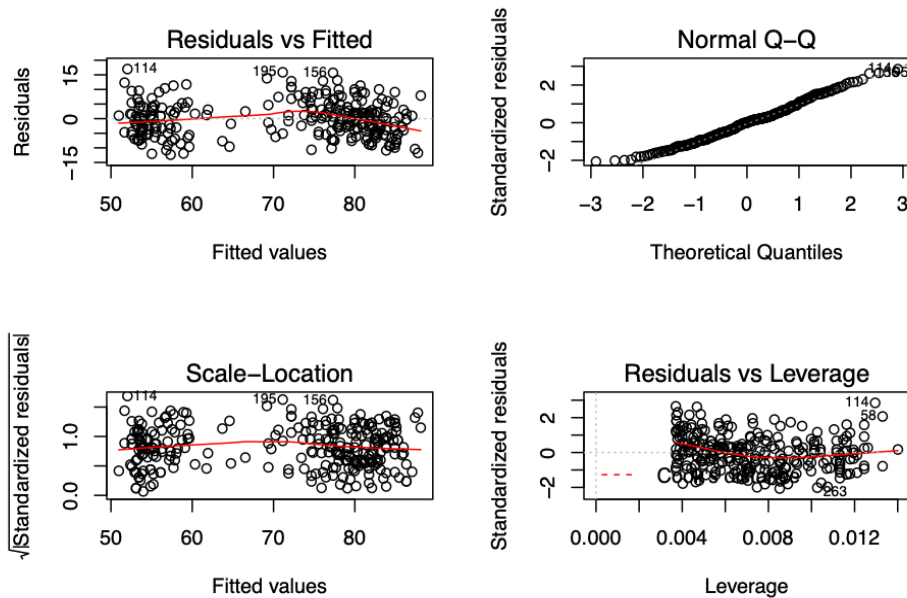 Residuals vs Fitted
Residuals
15
0
−15
114
195
156
50 60 70 80
Fitted values
Normal Q−Q
Standardized residuals
2
0
−2
114
−3 −2 −1 0 1 2 3
Theoretical Quantiles
Scale−Location
√|Standardized residuals|
1.0
0.0
114
195
156
50 60 70 80
Fitted values
Residuals vs Leverage
Standardized residuals
2
0
−2
114
58
263
0.000 0.004 0.008 0.012
Leverage